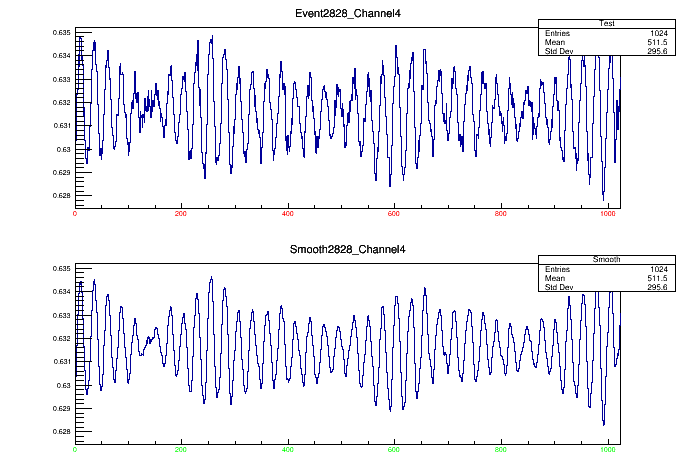 Event2828_Channel4
Test
Entries 1024
Mean 511.5
Std Dev 295.6
0.635
0.634
0.633
0.632
0.631
0.63
0.629
0.628
0 200 400 600 800 1000
Smooth2828_Channel4
Smooth
Entries 1024
Mean 511.5
Std Dev 295.6
0.635
0.634
0.633
0.632
0.631
0.63
0.629
0.628
0 200 400 600 800 1000